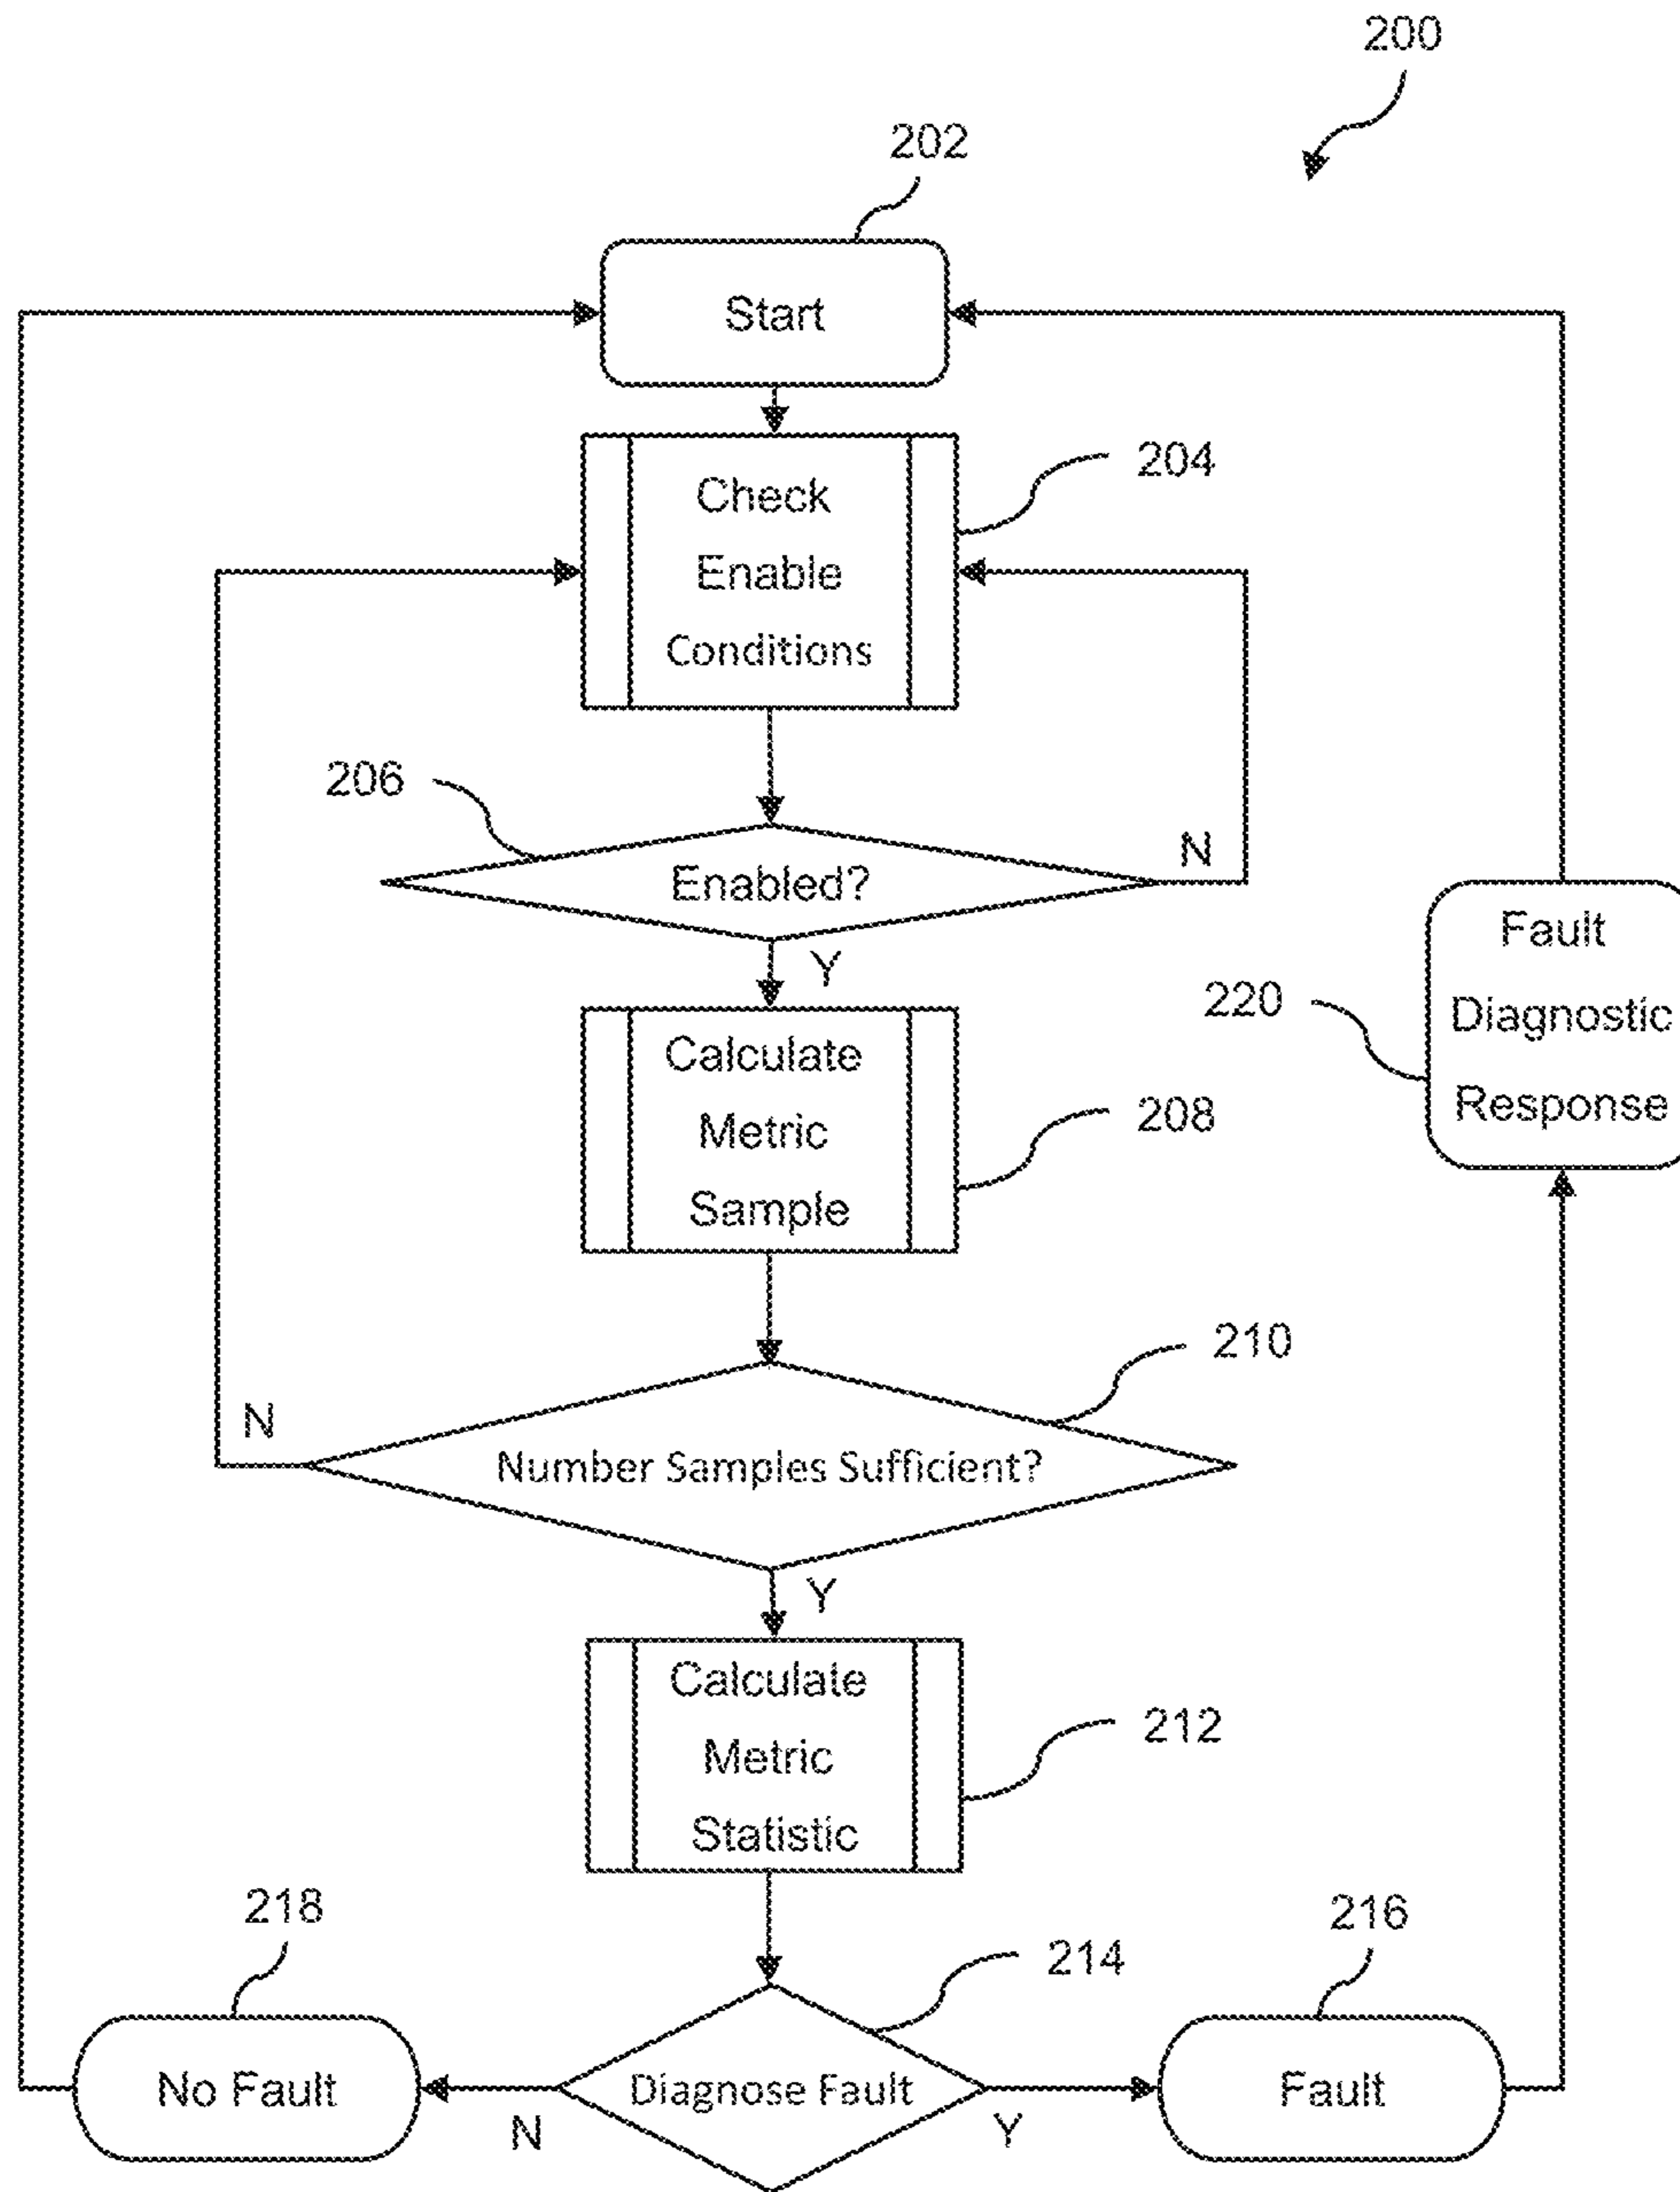 200
202
Start
204
Check
Enable
Conditions
206
Enabled?
N
Y
Fault
Diagnostic
Response
220
Calculate
Metric
Sample
208
210
N
Number Samples Sufficient?
Y
Calculate
Metric
Statistic
212
218
216
214
No Fault
Diagnose Fault
Fault
N
Y